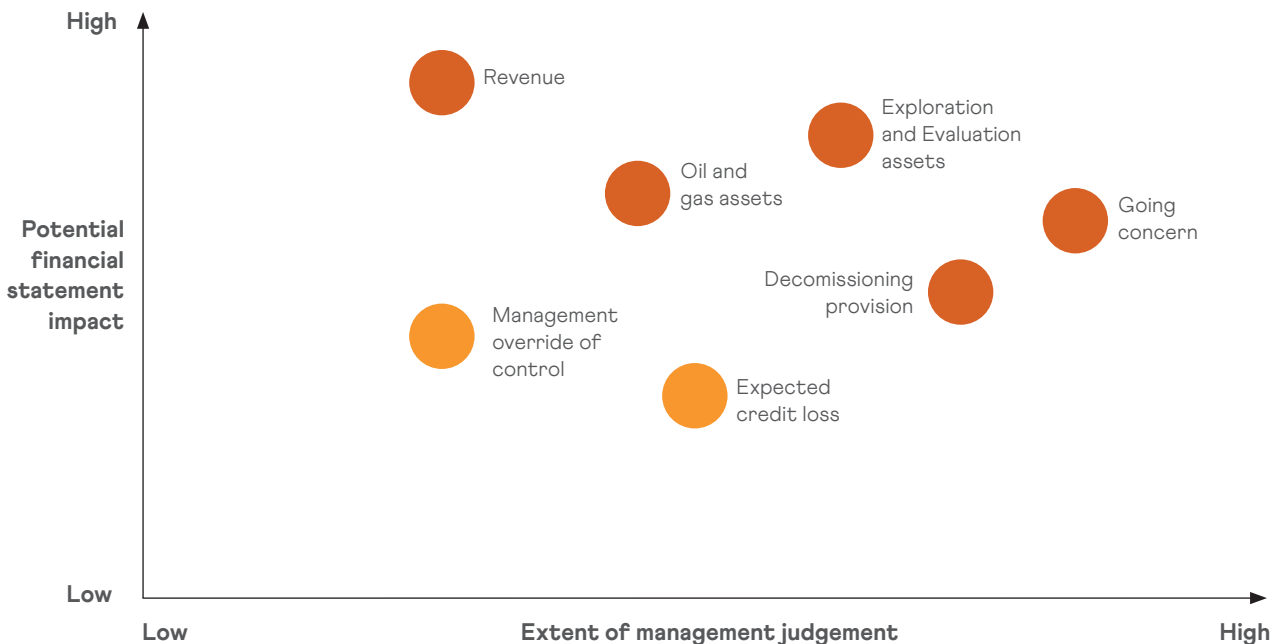 High
Revenue
Exploration
and Evaluation
assets
Oil and
gas assets
Going
concern
Potential
financial
statement
impact
Decomissioning
provision
Management
override of
control
Expected
credit loss
Low
Low
Extent of management judgement
High